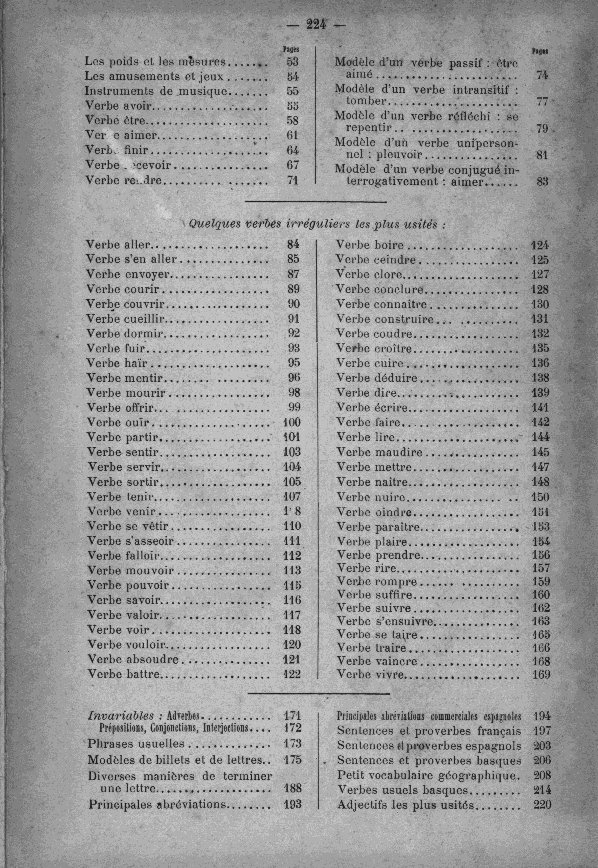 — 224 —
Pages
Les poids et les mesures....... 53
Les amusements et jeux....... 54
Instruments de musique...... 55
Verbe avoir.................... 55
Verbe être..................... 58
Ver e aimer................... 61
Verb. finir.................... 64
Verbe . ecevoir................ 67
Verbe re..dre.................. 71
Pages
Modèle d'un verbe passif : être
aimé........................ 74
Modèle d'un verbe intransitif :
tomber...................... 77
Modèle d'un verbe réfléchi : se
repentir..................... 79
Modèle d'un verbe uniperson-
nel : pleuvoir................ 81
Modèle d'un verbe conjugué in-
terrogativement : aimer...... 83
Quelques verbes irréguliers les plus usités :
Verbe aller.................... 84
Verbe s'en aller............... 85
Verbe envoyer................. 87
Verbe courir................... 89
Verbe couvrir.................. 90
Verbe cueillir.................. 91
Verbe dormir.................. 92
Verbe fuir..................... 93
Verbe haïr..................... 95
Verbe mentir.................. 96
Verbe mourir.................. 98
Verbe offrir.................... 99
Verbe ouïr..................... 100
Verbe partir................... 101
Verbe sentir................... 103
Verbe servir................... 104
Verbe sortir................... 105
Verbe tenir.................... 107
Verbe venir.................... 1 8
Verbe se vêtir................. 110
Verbe s'asseoir................ 111
Verbe falloir................... 112
Verbe mouvoir................ 113
Verbe pouvoir................. 115
Verbe savoir................... 116
Verbe valoir................... 117
Verbe voir..................... 118
Verbe vouloir.................. 120
Verbe absoudre................ 121
Verbe battre................... 122
Verbe boire................... 124
Verbe ceindre................. 125
Verbe clore.................... 127
Verbe conclure................ 128
Verbe connaître............... 130
Verbe construire.............. 131
Verbe coudre.................. 132
Verbe croître.................. 135
Verbe cuire.................... 136
Verbe déduire................. 138
Verbe dire..................... 139
Verbe écrire................... 141
Verbe faire.................... 142
Verbe lire..................... 144
Verbe maudire................ 145
Verbe mettre.................. 147
Verbe naître................... 148
Verbe nuire.................... 150
Verbe oindre.................. 151
Verbe paraître................. 153
Verbe plaire................... 154
Verbe prendre................. 156
Verbe rire..................... 157
Verbe rompre................. 159
Verbe suffire................... 160
Verbe suivre................... 162
Verbe s'ensuivre............... 163
Verbe se taire.................. 165
Verbe traire................... 166
Verbe vaincre................. 168
Verbe vivre.................... 169
Invariables : Adverbes............ 171
Prépositions, Conjonctions, Interjections.... 172
Phrases usuelles.............. 173
Modèles de billets et de lettres.. 175
Diverses manières de terminer
une lettre................... 188
Principales abréviations........ 193
Principales abréviations commerciales espagnoles 194
Sentences et proverbes français 197
Sentences et proverbes espagnols 203
Sentences et proverbes basques 206
Petit vocabulaire géographique. 208
Verbes usuels basques......... 214
Adjectifs les plus usités........ 220